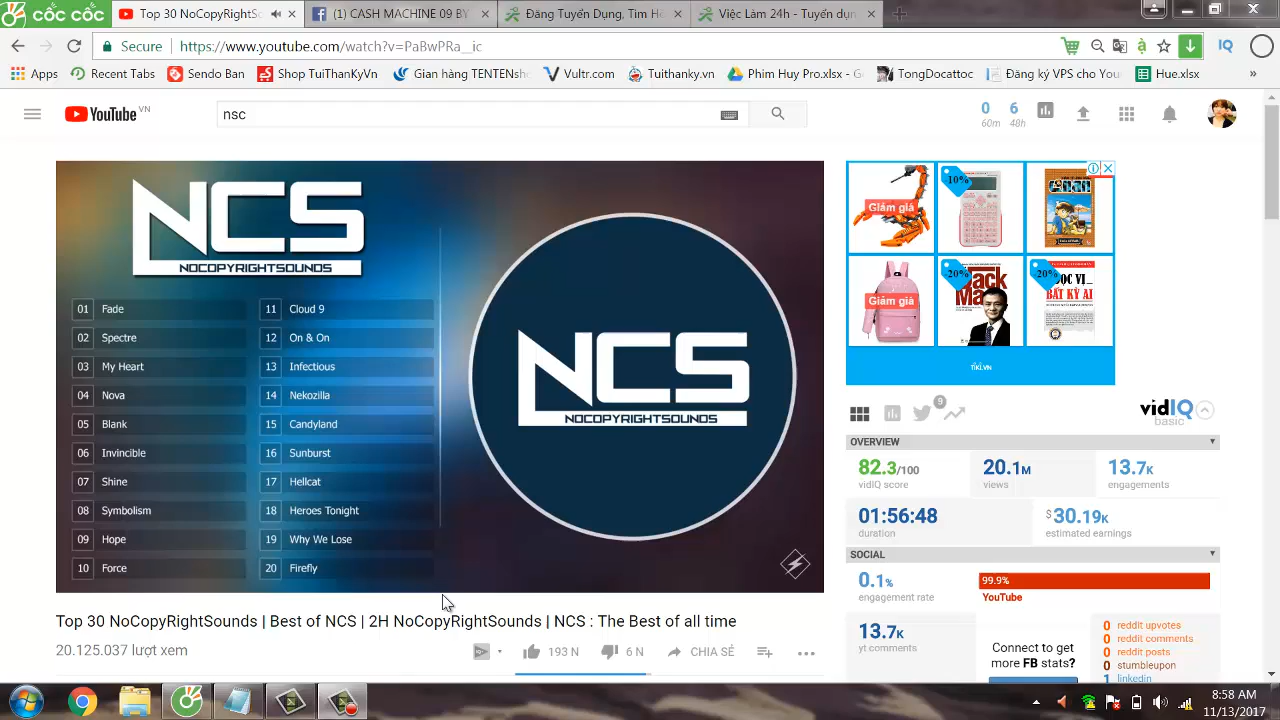 CỐC CỐC
Top 30 NoCopyrightS
(1) CASH MACHINE
Đăng Tuyển Dụng, Tìm H
Việc Làm Mới, Tuyển
Secure
https://www.youtube.com/watch?v=PaBwPRa__ic
IQ
Apps
Recent Tabs
Sendo Ban
Shop TuiThanKyVn
Gian Hang TENTENsh
Vultr.com
Tuithanky.vn
Phim Huy Pro.xlsx - Go
TongDocattoc
Đăng ký VPS cho You
Hue.xlsx
»
YouTube VN
nsc
0
60m
6
48h
NCS
NOCOPYRIGHTSOUNDS
01 Fade
02 Spectre
03 My Heart
04 Nova
05 Blank
06 Invincible
07 Shine
08 Symbolism
09 Hope
10 Force
11 Cloud 9
12 On & On
13 Infectious
14 Nekozilla
15 Candyland
16 Sunburst
17 Hellcat
18 Heroes Tonight
19 Why We Lose
20 Firefly
NCS
NOCOPYRIGHTSOUNDS
Giảm giá
10%
Giảm giá
20%
20%
BẤT KỲ AI
TIKI.VN
9
vidIQ
basic
OVERVIEW
82.3/100
vidIQ score
20.1M
views
13.7K
engagements
01:56:48
duration
$30.19K
estimated earnings
SOCIAL
0.1%
engagement rate
99.9%
YouTube
13.7K
yt comments
Connect to get
more FB stats?
0 reddit upvotes
0 reddit comments
0 reddit posts
0 stumbleupon
1 linkedin
Top 30 NoCopyRightSounds | Best of NCS | 2H NoCopyRightSounds | NCS : The Best of all time
20.125.037 lượt xem
193 N
6 N
CHIA SẺ
8:58 AM
11/13/2017